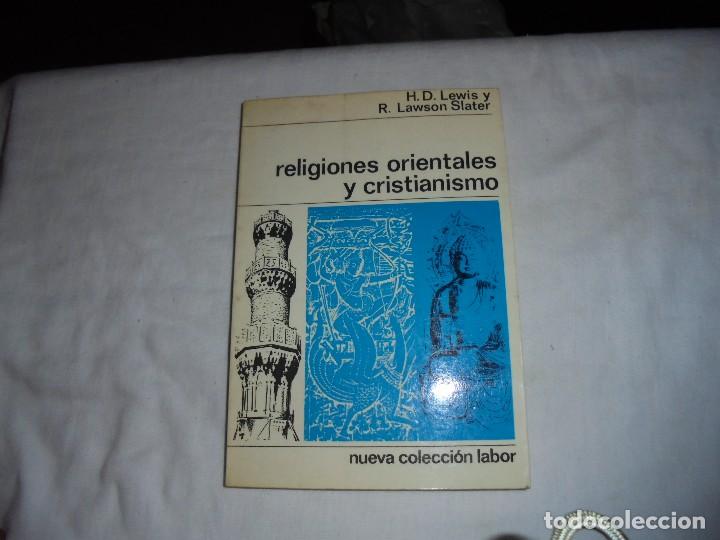 H.D. Lewis y
R. Lawson Slater
religiones orientales
y cristianismo
nueva colección labor
todocoleccion